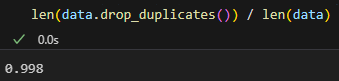 len(data.drop_duplicates()) / len(data)
0.0s
0.998